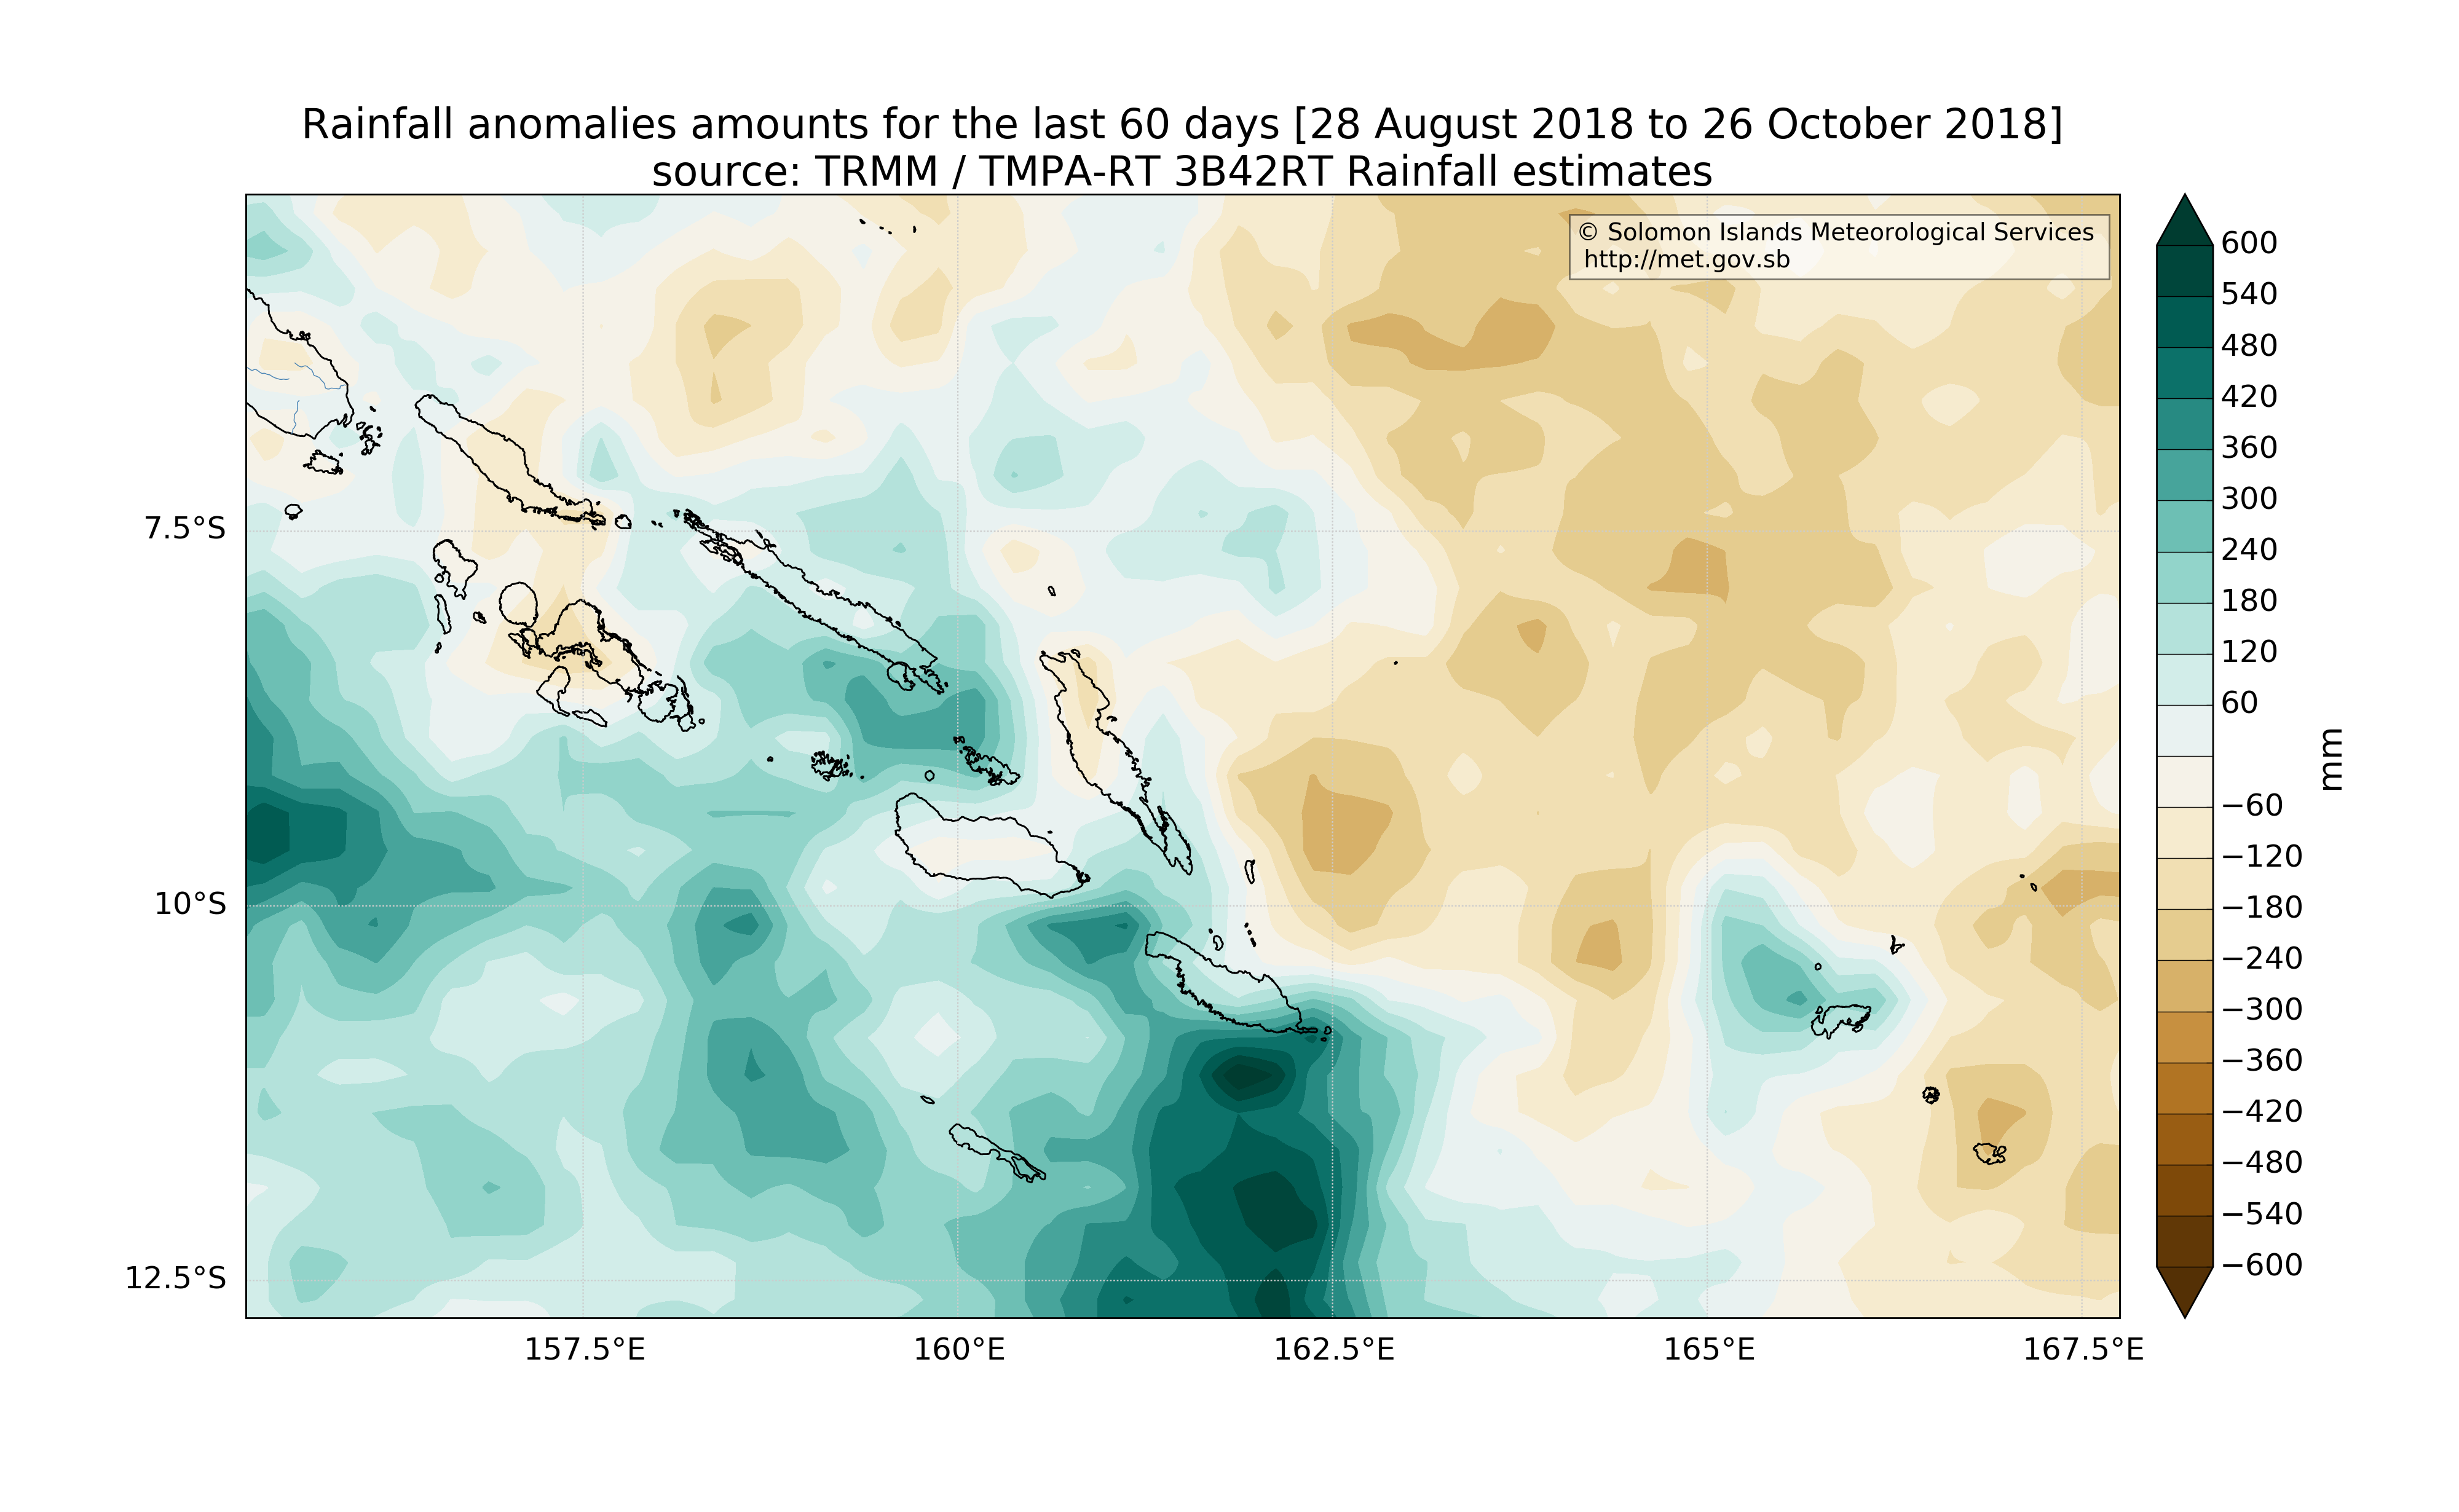 Rainfall anomalies amounts for the last 60 days [28 August 2018 to 26 October 2018]
source: TRMM / TMPA-RT 3B42RT Rainfall estimates
© Solomon Islands Meteorological Services
http://met.gov.sb
7.5°S
10°S
12.5°S
157.5°E
160°E
162.5°E
165°E
167.5°E
600
540
480
420
360
300
240
180
120
60
−60
−120
−180
−240
−300
−360
−420
−480
−540
−600
mm